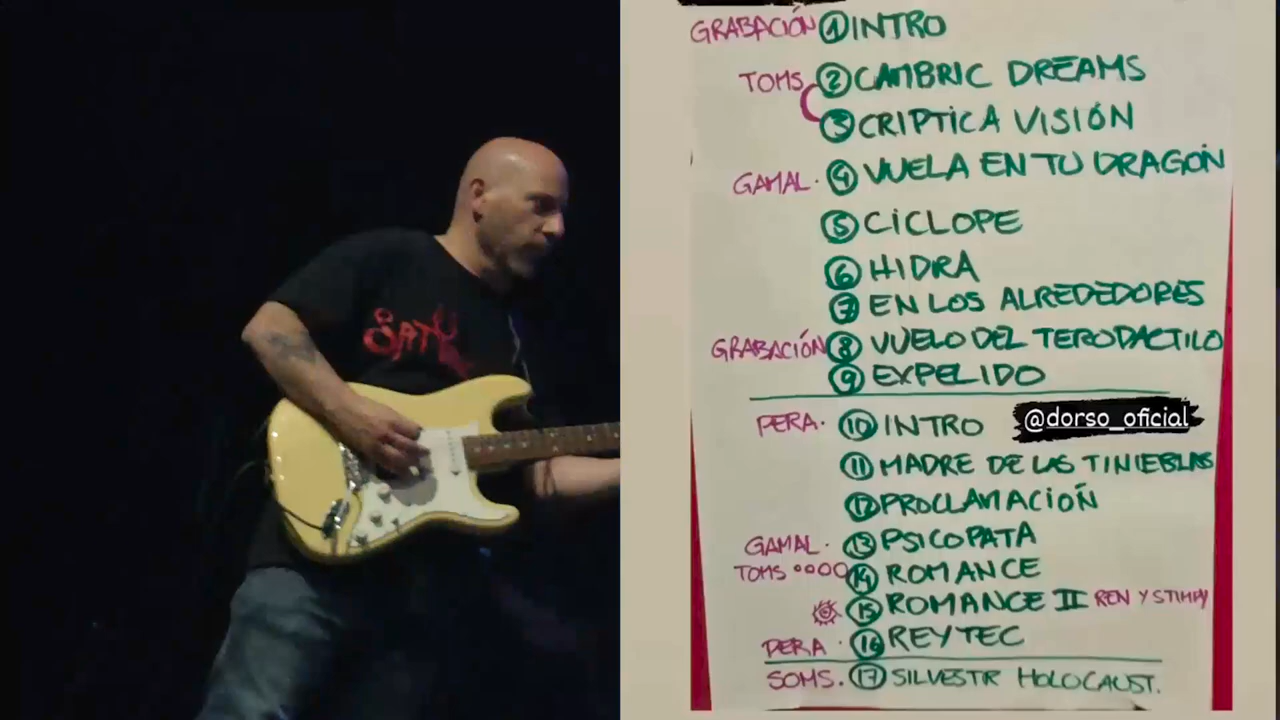 GRABACIÓN ① INTRO
TOMS ② CAMBRIC DREAMS
③ CRIPTICA VISIÓN
GAMAL · ④ VUELA EN TU DRAGÓN
⑤ CICLOPE
⑥ HIDRA
⑦ EN LOS ALREDEDORES
GRABACIÓN ⑧ VUELO DEL TERODACTILO
⑨ EXPELIDO
PERA · ⑩ INTRO @dorso_oficial
⑪ MADRE DE LAS TINIEBLAS
⑫ PROCLAMACIÓN
GAMAL · ⑬ PSICOPATA
TOMS ⑭ ROMANCE
⑮ ROMANCE II REN Y STIMPY
PERA · ⑯ REYTEC
SOMS. ⑰ SILVESTR HOLOCAUST.